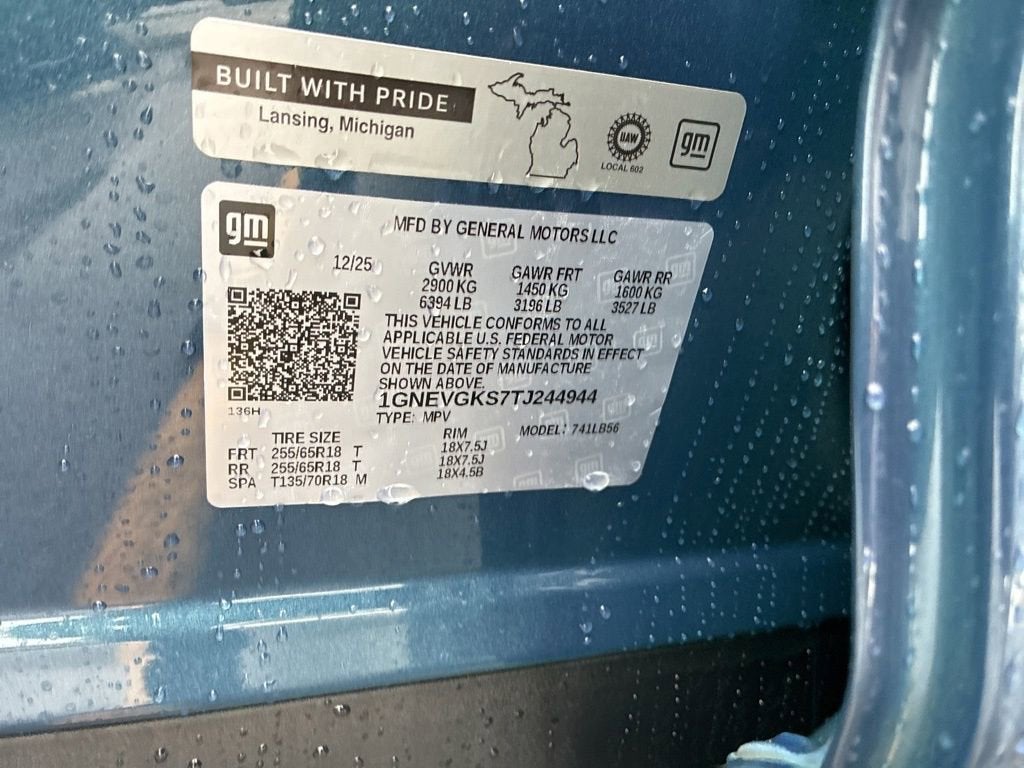 BUILT WITH PRIDE
Lansing, Michigan
UAW
LOCAL 602
gm
gm
MFD BY GENERAL MOTORS LLC
12/25
GVWR GAWR FRT GAWR RR
2900 KG 1450 KG 1600 KG
6394 LB 3196 LB 3527 LB
THIS VEHICLE CONFORMS TO ALL
APPLICABLE U.S. FEDERAL MOTOR
VEHICLE SAFETY STANDARDS IN EFFECT
ON THE DATE OF MANUFACTURE
SHOWN ABOVE.
136H
1GNEVGKS7TJ244944
TYPE: MPV MODEL: 741LB56
TIRE SIZE RIM
FRT 255/65R18 T 18X7.5J
RR 255/65R18 T 18X7.5J
SPA T135/70R18 M 18X4.5B